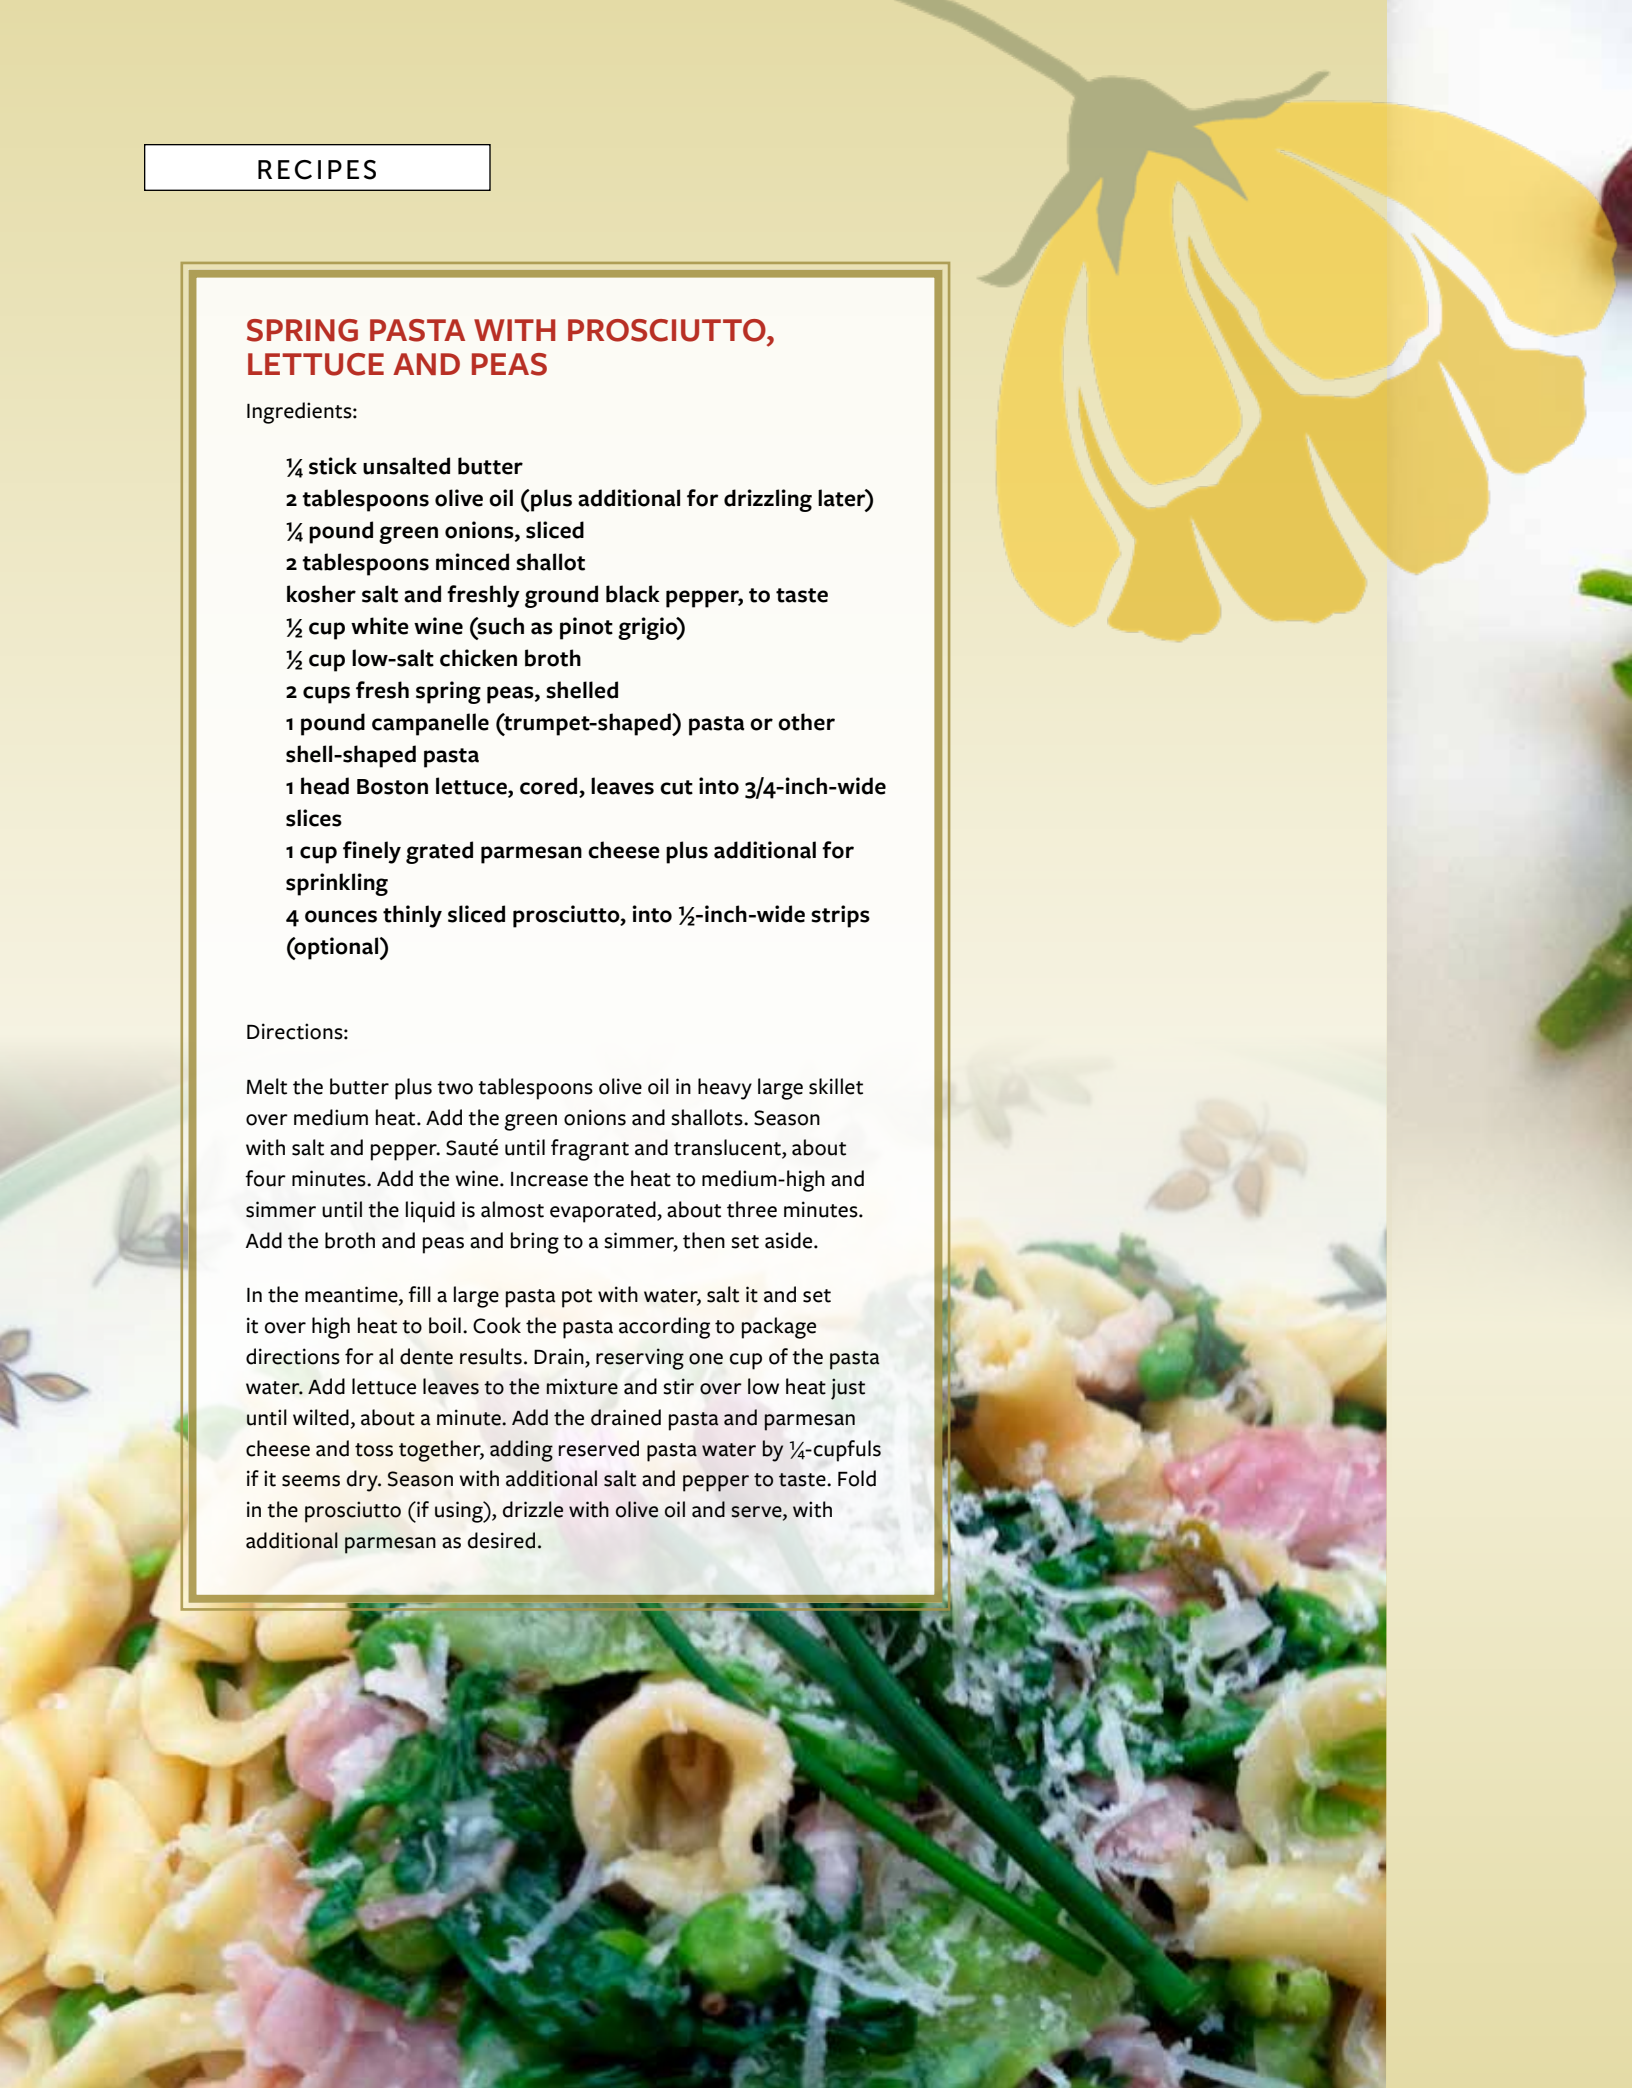 RECIPES
SPRING PASTA WITH PROSCIUTTO,
LETTUCE AND PEAS
Ingredients:
¼ stick unsalted butter
2 tablespoons olive oil (plus additional for drizzling later)
¼ pound green onions, sliced
2 tablespoons minced shallot
kosher salt and freshly ground black pepper, to taste
½ cup white wine (such as pinot grigio)
½ cup low-salt chicken broth
2 cups fresh spring peas, shelled
1 pound campanelle (trumpet-shaped) pasta or other
shell-shaped pasta
1 head Boston lettuce, cored, leaves cut into 3/4-inch-wide
slices
1 cup finely grated parmesan cheese plus additional for
sprinkling
4 ounces thinly sliced prosciutto, into ½-inch-wide strips
(optional)
Directions:
Melt the butter plus two tablespoons olive oil in heavy large skillet
over medium heat. Add the green onions and shallots. Season
with salt and pepper. Sauté until fragrant and translucent, about
four minutes. Add the wine. Increase the heat to medium-high and
simmer until the liquid is almost evaporated, about three minutes.
Add the broth and peas and bring to a simmer, then set aside.
In the meantime, fill a large pasta pot with water, salt it and set
it over high heat to boil. Cook the pasta according to package
directions for al dente results. Drain, reserving one cup of the pasta
water. Add lettuce leaves to the mixture and stir over low heat just
until wilted, about a minute. Add the drained pasta and parmesan
cheese and toss together, adding reserved pasta water by ¼-cupfuls
if it seems dry. Season with additional salt and pepper to taste. Fold
in the prosciutto (if using), drizzle with olive oil and serve, with
additional parmesan as desired.